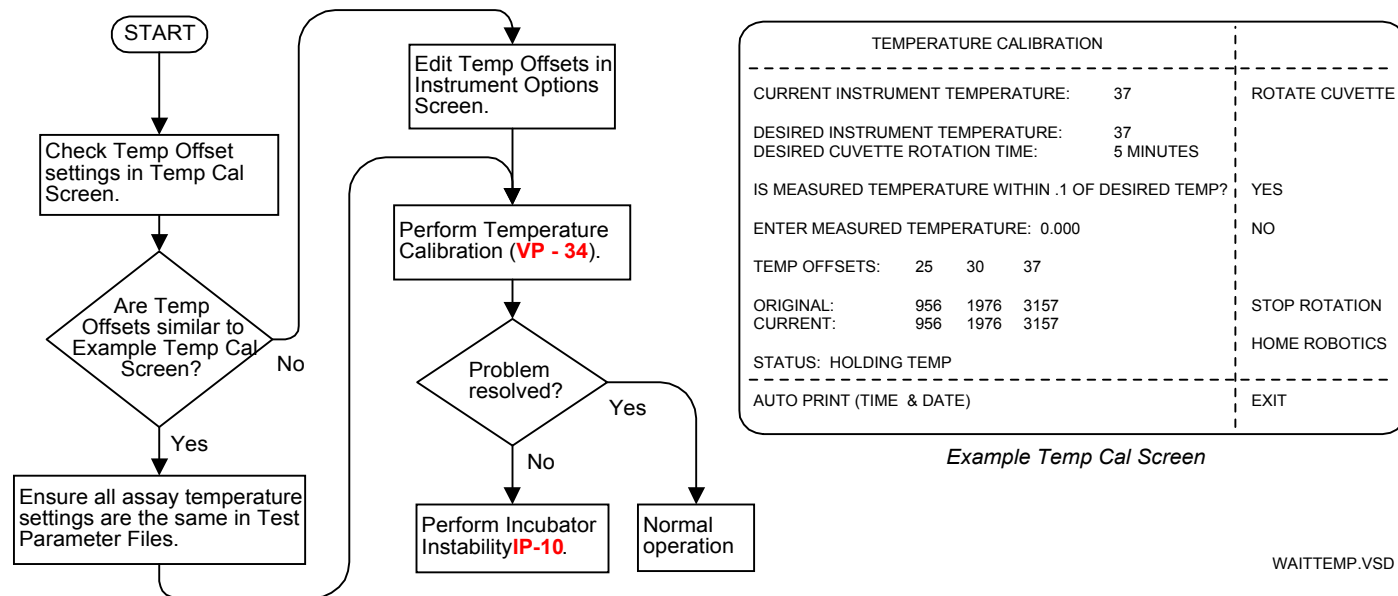 START
Check Temp Offset
settings in Temp Cal
Screen.
Are Temp
Offsets similar to
Example Temp Cal
Screen?
No
Yes
Ensure all assay temperature
settings are the same in Test
Parameter Files.
Edit Temp Offsets in
Instrument Options
Screen.
Perform Temperature
Calibration (VP - 34).
Problem
resolved?
Yes
No
Perform Incubator
InstabilityIP-10.
Normal
operation
TEMPERATURE CALIBRATION
CURRENT INSTRUMENT TEMPERATURE: 37 ROTATE CUVETTE
DESIRED INSTRUMENT TEMPERATURE: 37
DESIRED CUVETTE ROTATION TIME: 5 MINUTES
IS MEASURED TEMPERATURE WITHIN .1 OF DESIRED TEMP? YES
ENTER MEASURED TEMPERATURE: 0.000 NO
TEMP OFFSETS: 25 30 37
ORIGINAL: 956 1976 3157 STOP ROTATION
CURRENT: 956 1976 3157
HOME ROBOTICS
STATUS: HOLDING TEMP
AUTO PRINT (TIME & DATE) EXIT
Example Temp Cal Screen
WAITTEMP.VSD